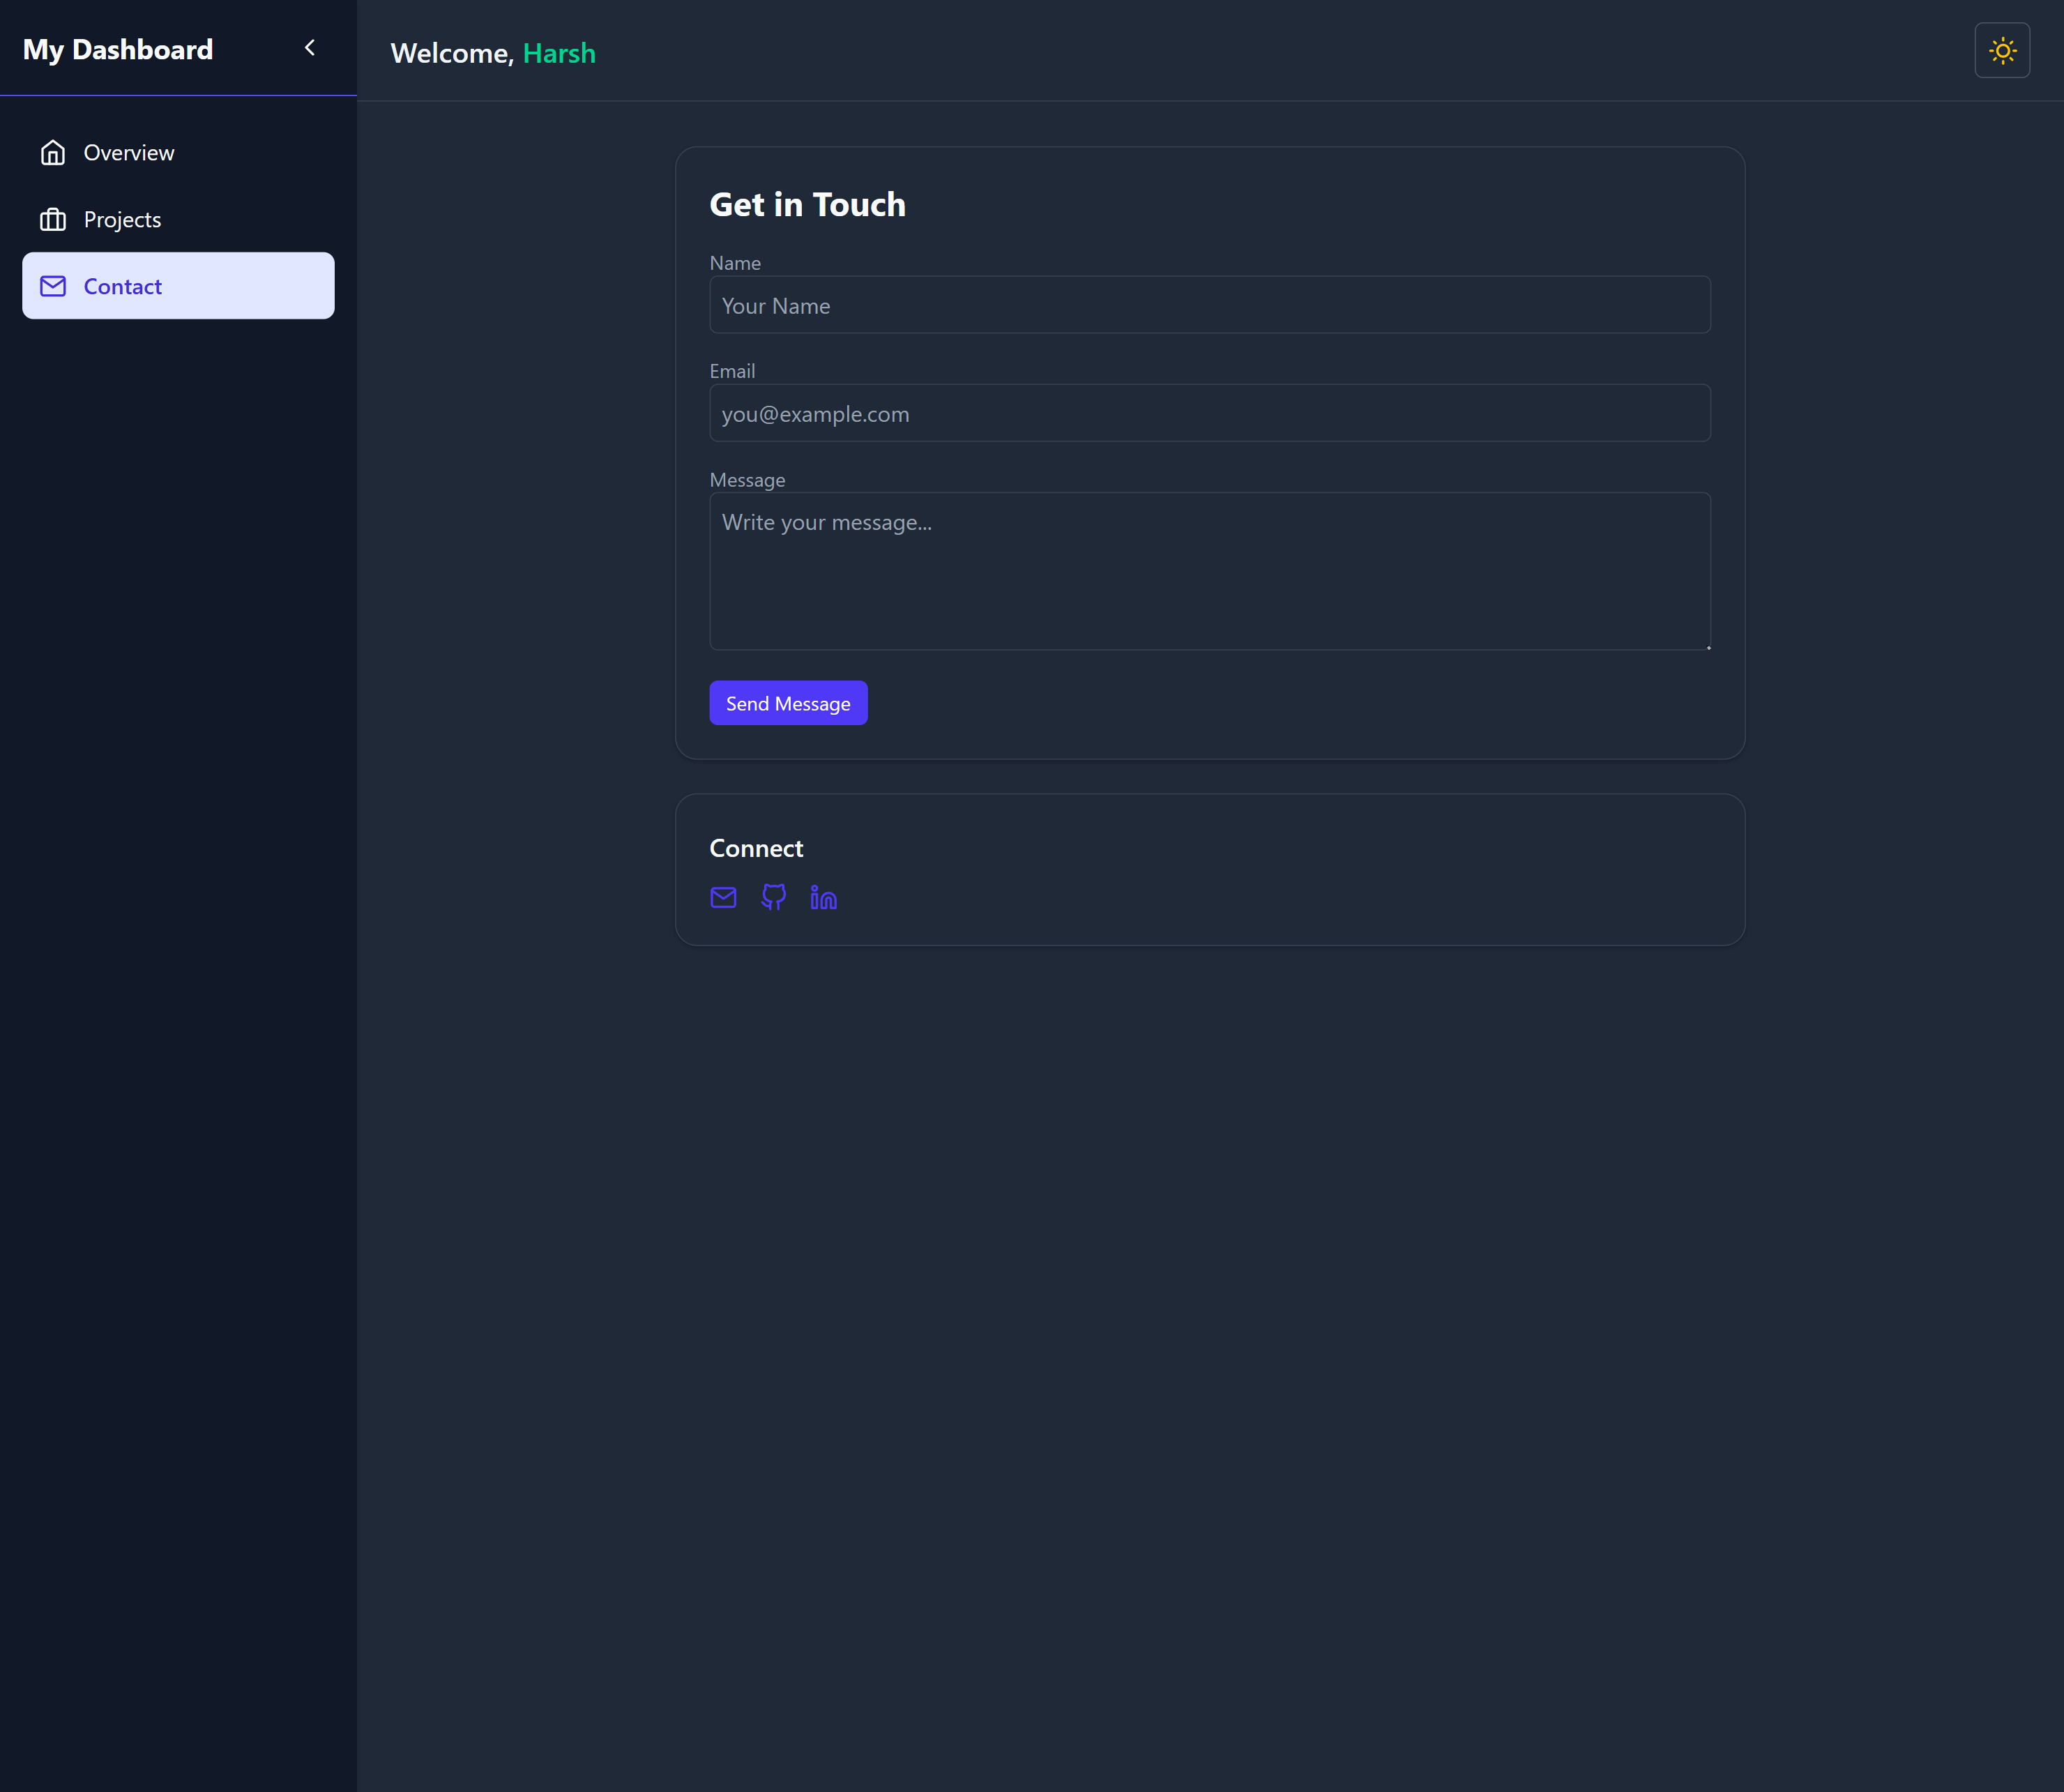 My Dashboard
Overview
Projects
Contact
Welcome, Harsh
Get in Touch
Name
Your Name
Email
you@example.com
Message
Write your message...
Send Message
Connect